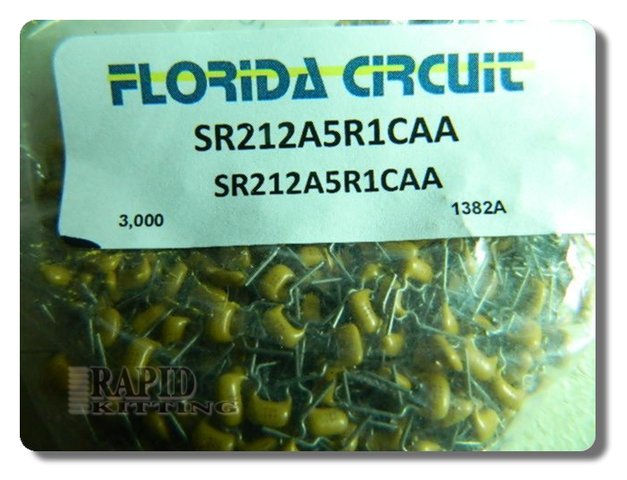 FLORIDA CIRCUIT
SR212A5R1CAA
SR212A5R1CAA
3,000
1382A
RAPID
KITTING